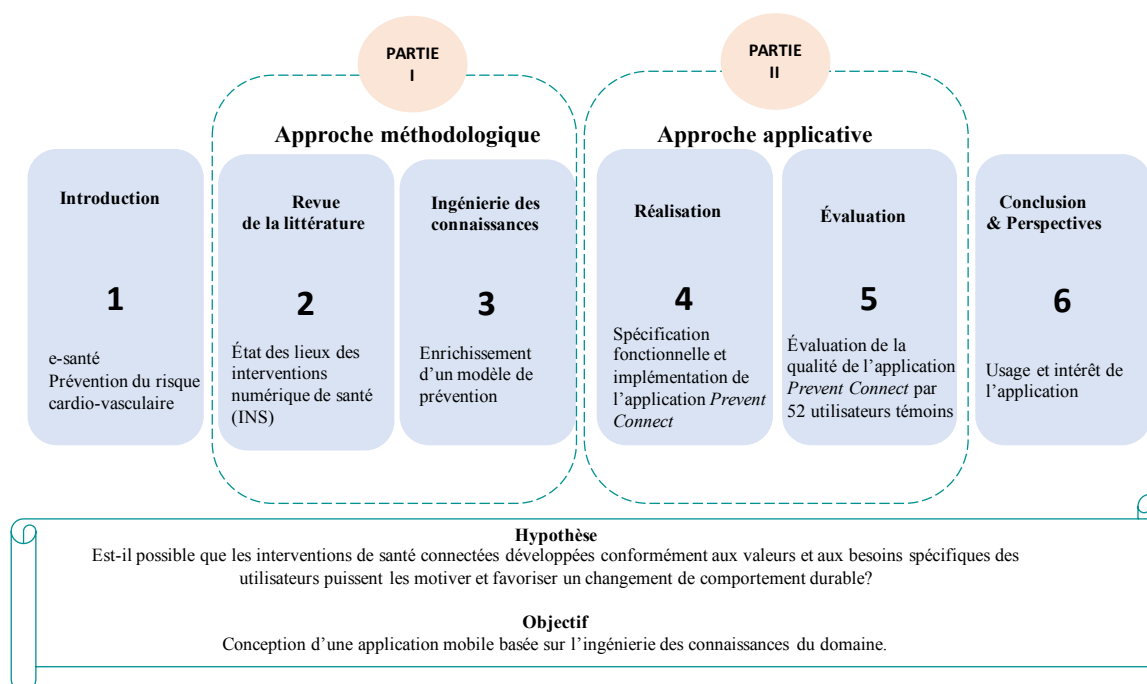 PARTIE
I
PARTIE
II
Approche méthodologique
Approche applicative
Introduction
1
e-santé
Prévention du risque
cardio-vasculaire
Revue
de la littérature
2
État des lieux des
interventions
numérique de santé
(INS)
Ingénierie des
connaissances
3
Enrichissement
d’un modèle de
prévention
Réalisation
4
Spécification
fonctionnelle et
implémentation de
l’application Prevent
Connect
Évaluation
5
Évaluation de la
qualité de l’application
Prevent Connect par
52 utilisateurs témoins
Conclusion
& Perspectives
6
Usage et intérêt de
l’application
Hypothèse
Est-il possible que les interventions de santé connectées développées conformément aux valeurs et aux besoins spécifiques des
utilisateurs puissent les motiver et favoriser un changement de comportement durable?
Objectif
Conception d’une application mobile basée sur l’ingénierie des connaissances du domaine.